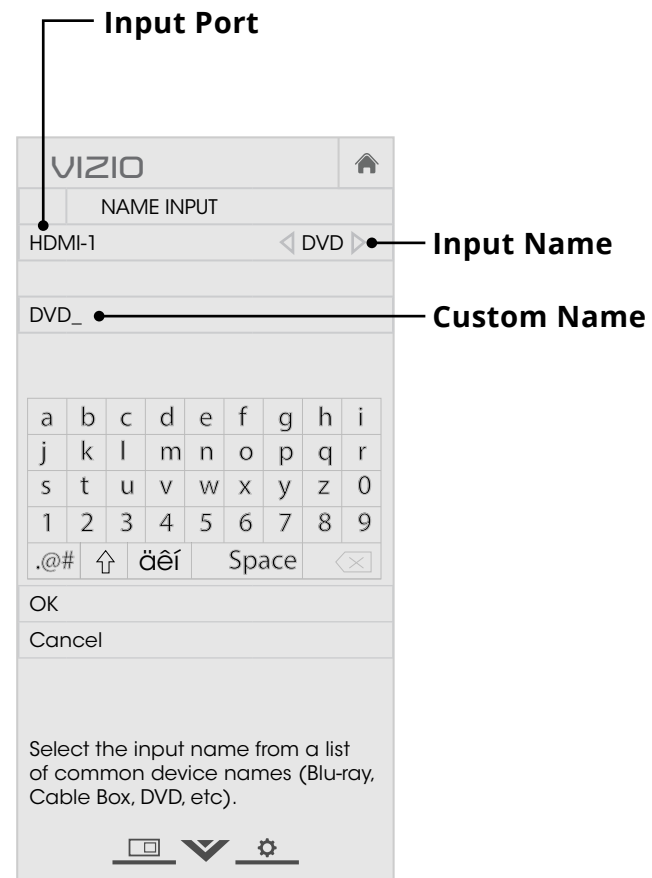 Input Port
VIZIO
NAME INPUT
HDMI-1 DVD Input Name
DVD_ Custom Name
a b c d e f g h i
j k l m n o p q r
s t u v w x y z 0
1 2 3 4 5 6 7 8 9
.@# äêí Space
OK
Cancel
Select the input name from a list
of common device names (Blu-ray,
Cable Box, DVD, etc).